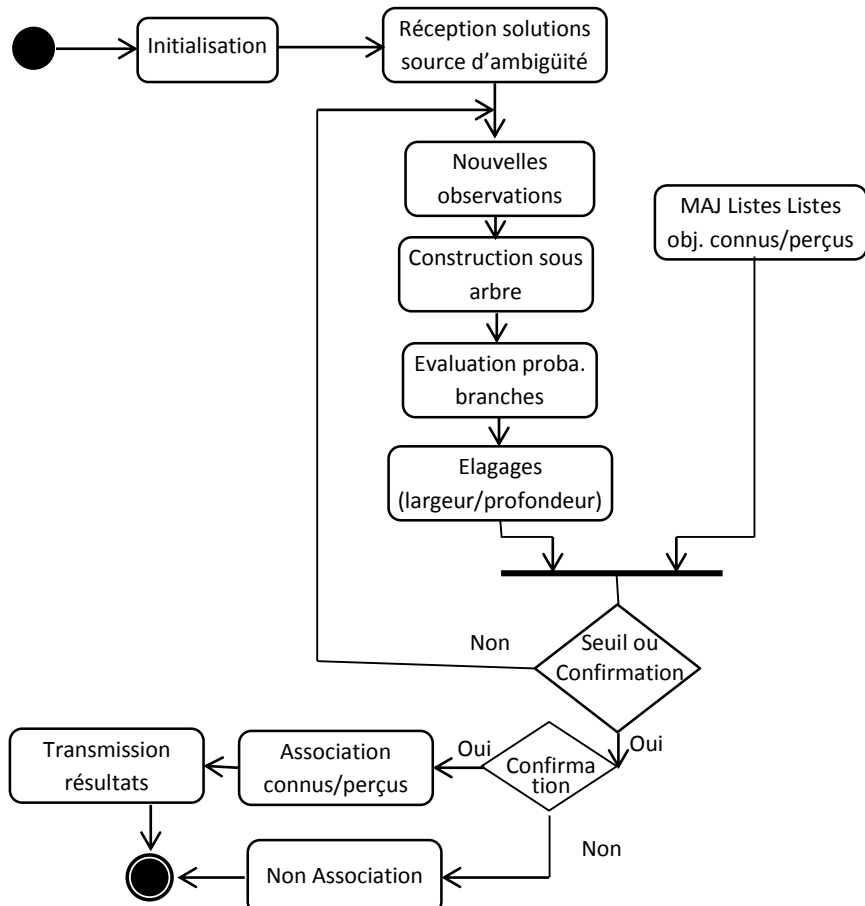 Initialisation
Réception solutions
source d'ambigüité
Nouvelles
observations
MAJ Listes Listes
obj. connus/perçus
Construction sous
arbre
Evaluation proba.
branches
Elagages
(largeur/profondeur)
Non
Seuil ou
Confirmation
Oui
Confirma
tion
Oui
Association
connus/perçus
Transmission
résultats
Non
Non Association